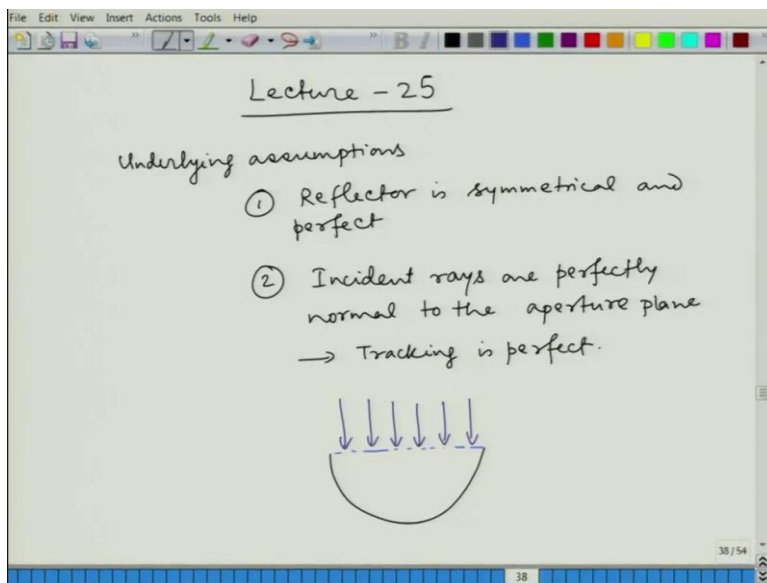 File Edit View Insert Actions Tools Help
B I
Lecture - 25
Underlying assumptions
① Reflector is symmetrical and
perfect
② Incident rays are perfectly
normal to the aperture plane
→ Tracking is perfect.
38 / 54
38